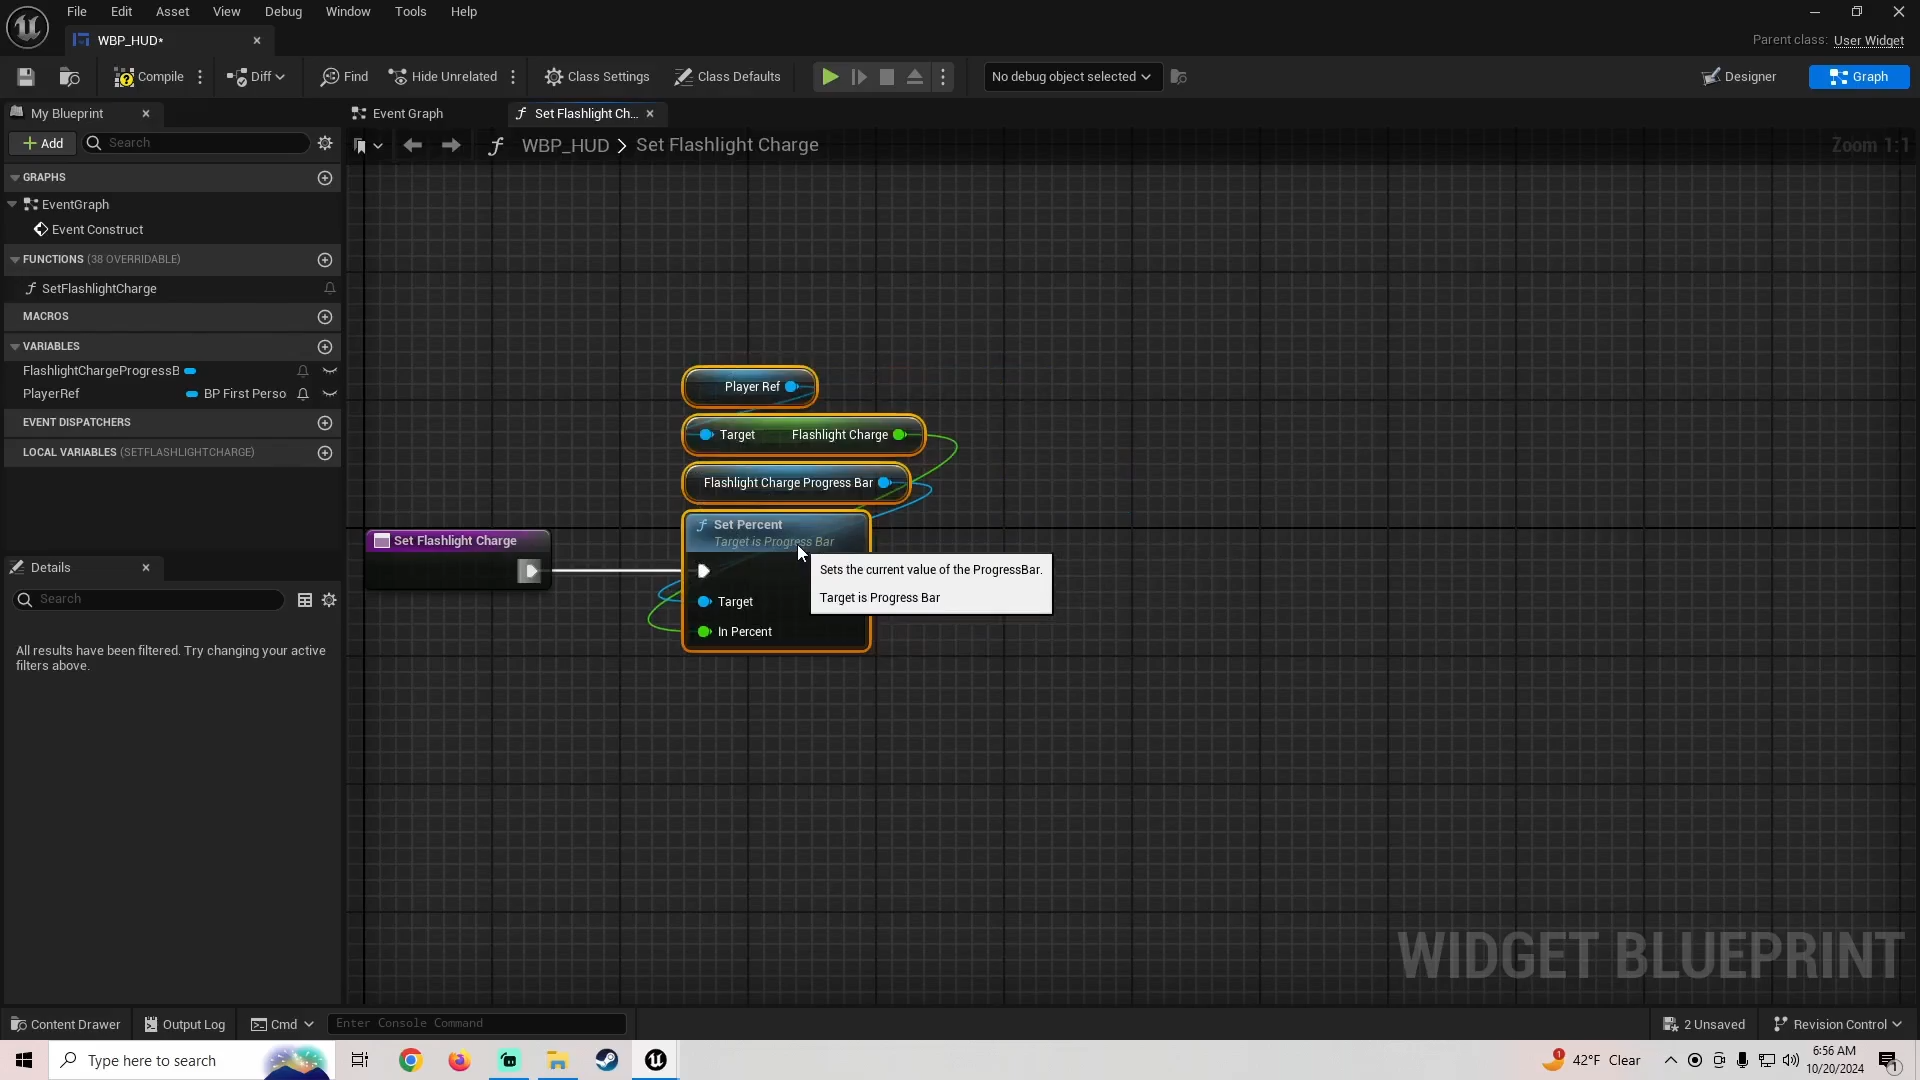 File Edit Asset View Debug Window Tools Help
WBP_HUD*
Parent class: User Widget
Compile Diff Find Hide Unrelated Class Settings Class Defaults No debug object selected Designer Graph
My Blueprint
Event Graph
Set Flashlight Ch...
Add
Search
WBP_HUD > Set Flashlight Charge
Zoom 1:1
GRAPHS
EventGraph
Event Construct
FUNCTIONS (38 OVERRIDABLE)
SetFlashlightCharge
MACROS
VARIABLES
FlashlightChargeProgressB
PlayerRef BP First Perso
EVENT DISPATCHERS
LOCAL VARIABLES (SETFLASHLIGHTCHARGE)
Player Ref
Target Flashlight Charge
Flashlight Charge Progress Bar
Set Percent
Target is Progress Bar
Target
In Percent
Set Flashlight Charge
Sets the current value of the ProgressBar.
Target is Progress Bar
Details
Search
All results have been filtered. Try changing your active
filters above.
WIDGET BLUEPRINT
Content Drawer Output Log Cmd Enter Console Command 2 Unsaved Revision Control
Type here to search
42°F Clear
6:56 AM
10/20/2024
1
1